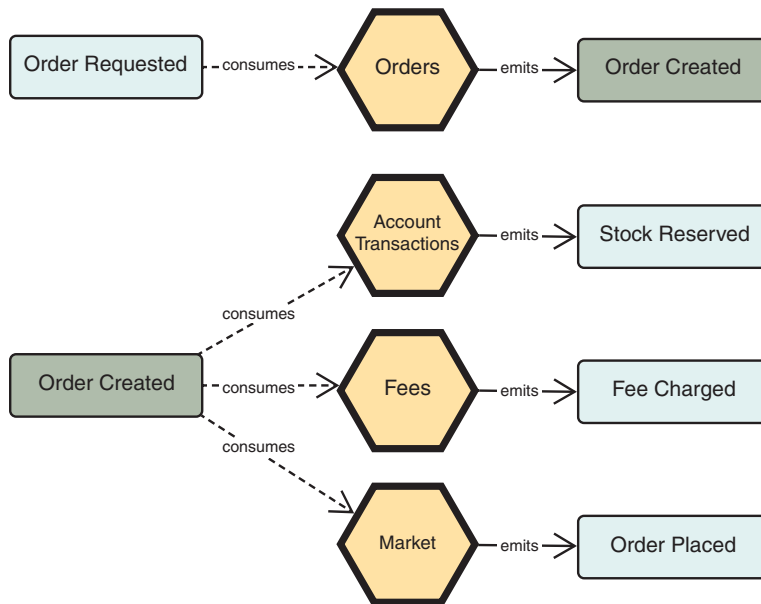 Order Requested
consumes
Orders
emits
Order Created
Account
Transactions
emits
Stock Reserved
consumes
Order Created
consumes
Fees
emits
Fee Charged
consumes
Market
emits
Order Placed